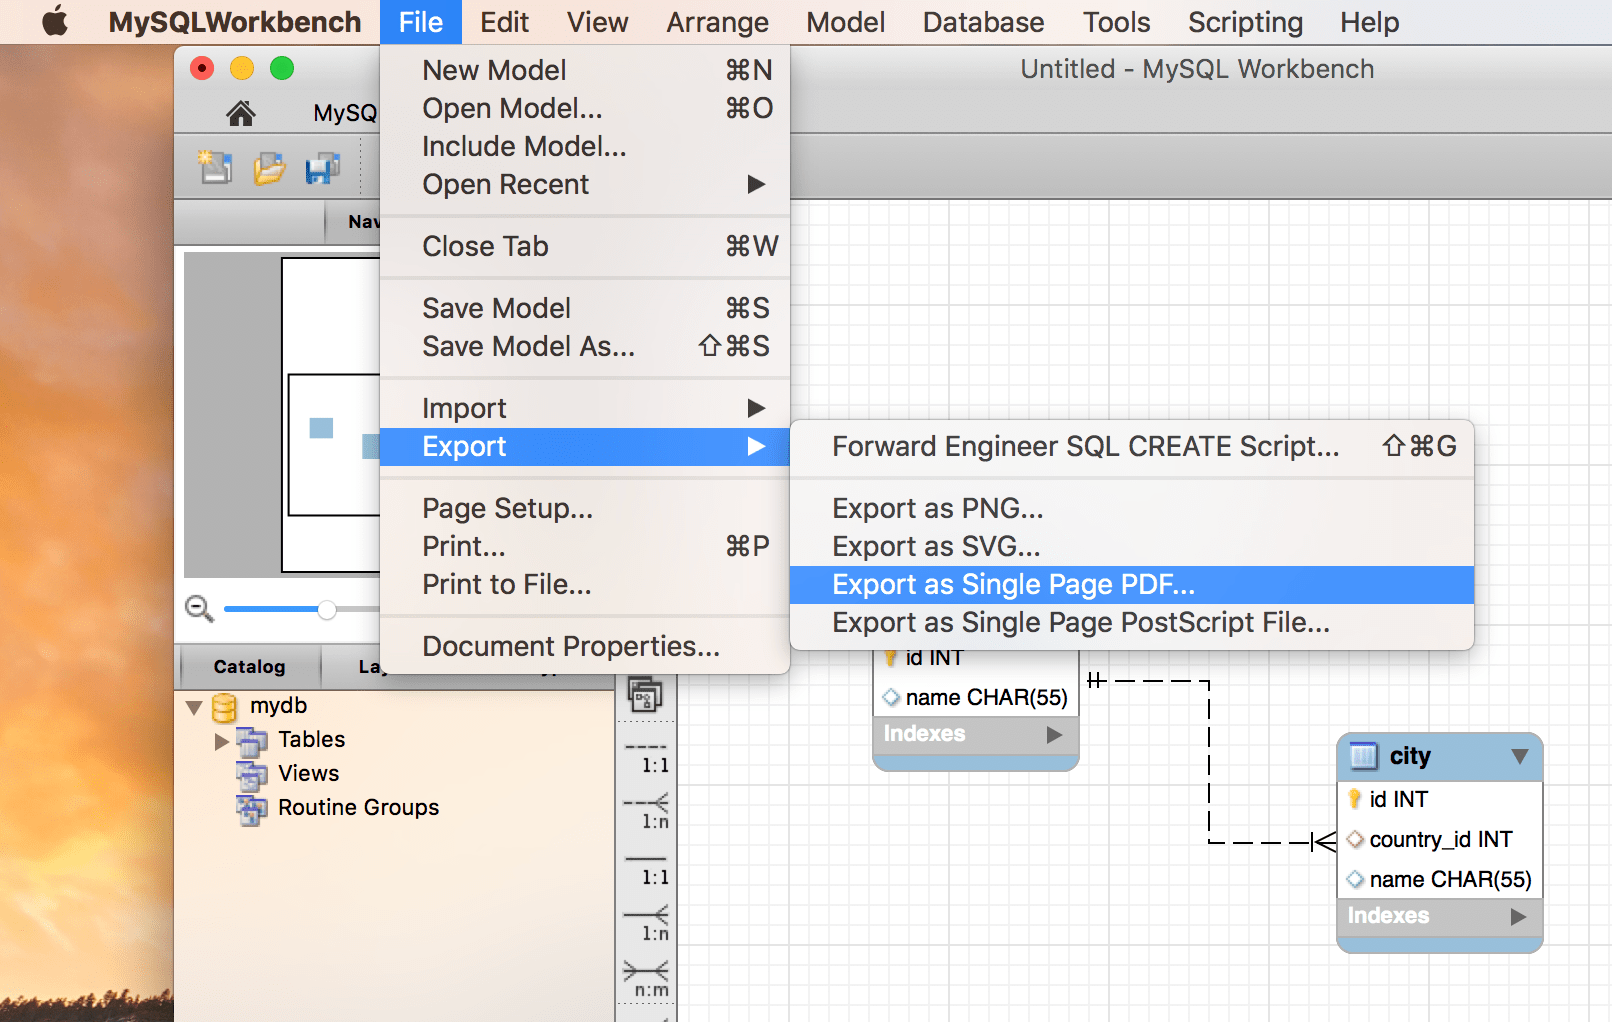 MySQLWorkbench File Edit View Arrange Model Database Tools Scripting Help
Untitled - MySQL Workbench
MySQ
Nav
New Model ⌘N
Open Model... ⌘O
Include Model...
Open Recent ▶
Close Tab ⌘W
Save Model ⌘S
Save Model As... ⇧⌘S
Import ▶
Export ▶
Page Setup...
Print... ⌘P
Print to File...
Document Properties...
Forward Engineer SQL CREATE Script... ⇧⌘G
Export as PNG...
Export as SVG...
Export as Single Page PDF...
Export as Single Page PostScript File...
Catalog La
mydb
Tables
Views
Routine Groups
1:1
1:n
1:1
1:n
n:m
id INT
name CHAR(55)
Indexes
city
id INT
country_id INT
name CHAR(55)
Indexes